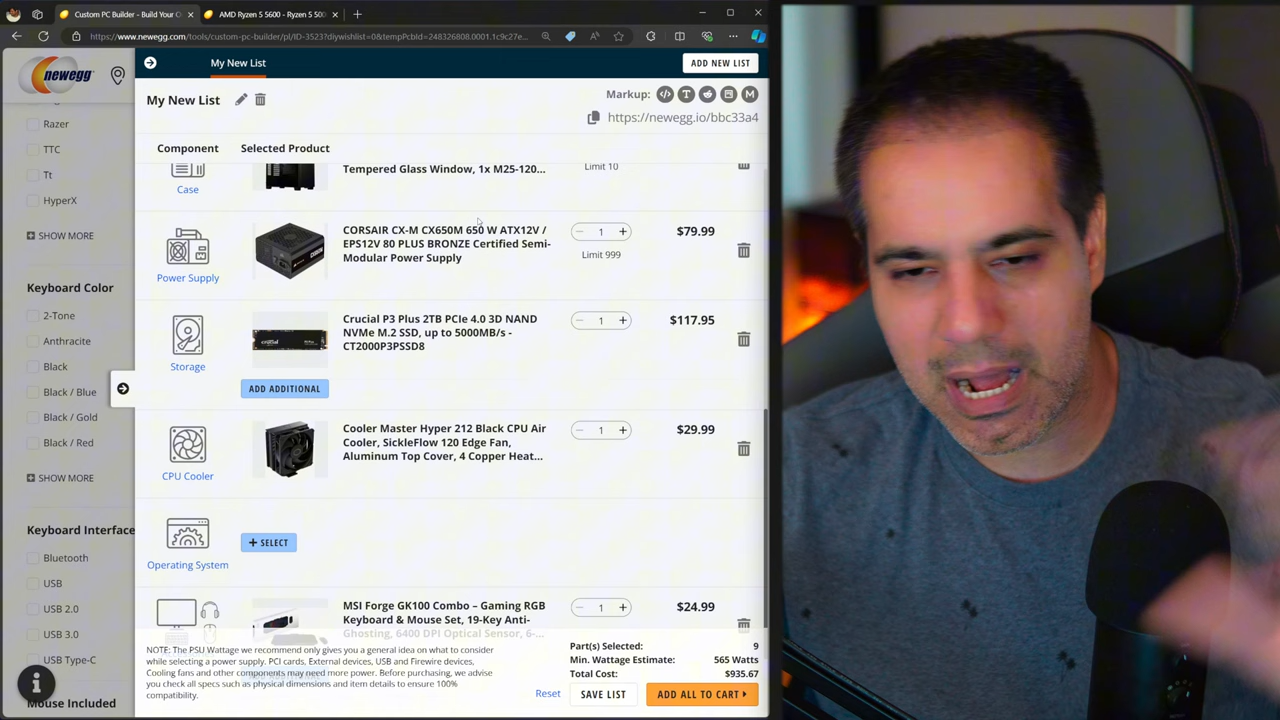 Custom PC Builder - Build Your C
AMD Ryzen 5 5600 - Ryzen 5 500
https://www.newegg.com/tools/custom-pc-builder/pl/ID-3523?diywishlist=0&tempPcbId=248326808.0001.1c9c27e...
newegg
Razer
TTC
Tt
HyperX
SHOW MORE
Keyboard Color
2-Tone
Anthracite
Black
Black / Blue
Black / Gold
Black / Red
SHOW MORE
Keyboard Interface
Bluetooth
USB
USB 2.0
USB 3.0
USB Type-C
Mouse Included
My New List
ADD NEW LIST
My New List
Markup:
https://newegg.io/bbc33a4
Component
Selected Product
Case
Tempered Glass Window, 1x M25-120...
Limit 10
Power Supply
CORSAIR CX-M CX650M 650 W ATX12V /
EPS12V 80 PLUS BRONZE Certified Semi-
Modular Power Supply
1
Limit 999
$79.99
Storage
Crucial P3 Plus 2TB PCIe 4.0 3D NAND
NVMe M.2 SSD, up to 5000MB/s -
CT2000P3PSSD8
1
$117.95
ADD ADDITIONAL
CPU Cooler
Cooler Master Hyper 212 Black CPU Air
Cooler, SickleFlow 120 Edge Fan,
Aluminum Top Cover, 4 Copper Heat...
1
$29.99
Operating System
SELECT
MSI Forge GK100 Combo – Gaming RGB
Keyboard & Mouse Set, 19-Key Anti-
Ghosting, 6400 DPI Optical Sensor, 6-...
1
$24.99
NOTE: The PSU Wattage we recommend only gives you a general idea on what to consider
while selecting a power supply. PCI cards, External devices, USB and Firewire devices,
Cooling fans and other components may need more power. Before purchasing, we advise
you check all specs such as physical dimensions and item details to ensure 100%
compatibility.
Part(s) Selected: 9
Min. Wattage Estimate: 565 Watts
Total Cost: $935.67
Reset
SAVE LIST
ADD ALL TO CART